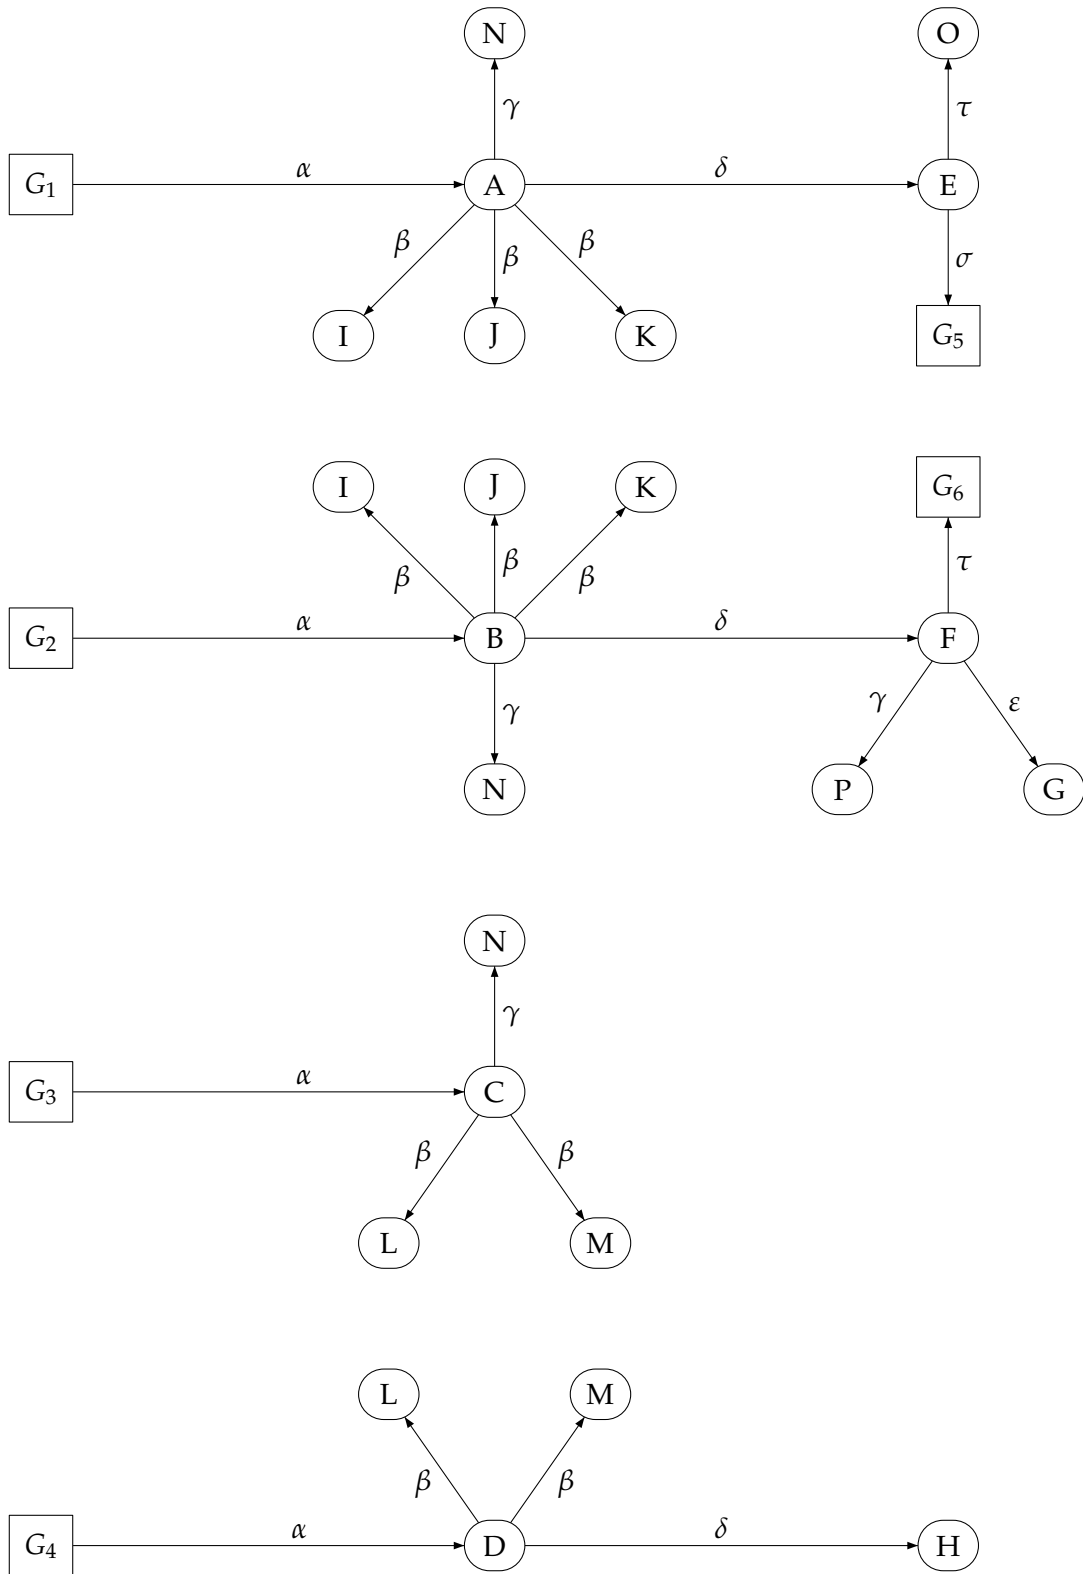 N O
γ τ
G₁ α A δ E
β β β σ
I J K G₅
I J K G₆
β β β τ
G₂ α B δ F
γ γ ε
N P G
N
γ
G₃ α C
β β
L M
L M
β β
G₄ α D δ H